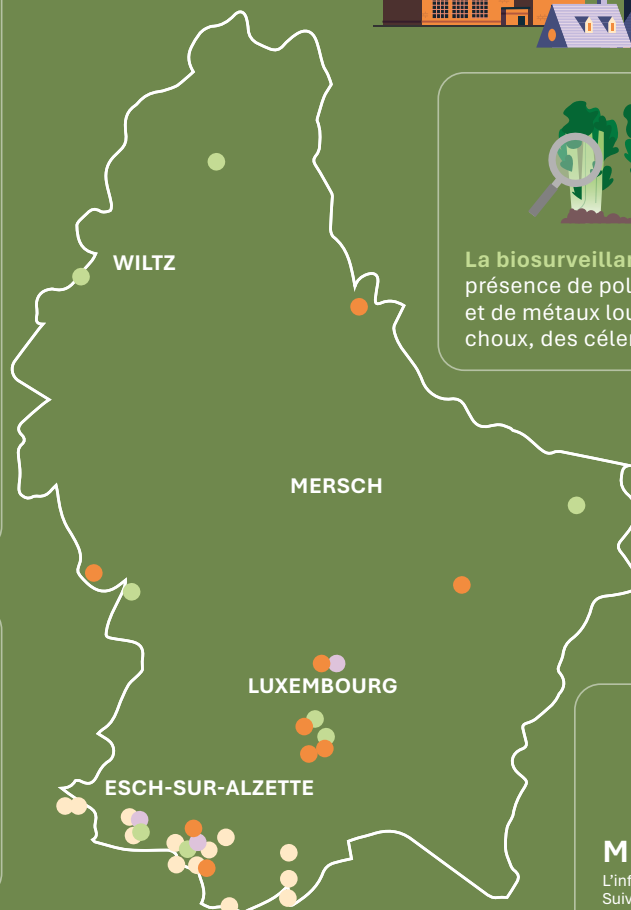 WILTZ
La biosurveillan
présence de pol
et de métaux lou
choux, des céler
MERSCH
LUXEMBOURG
ESCH-SUR-ALZETTE
M
L'inf
Suiv